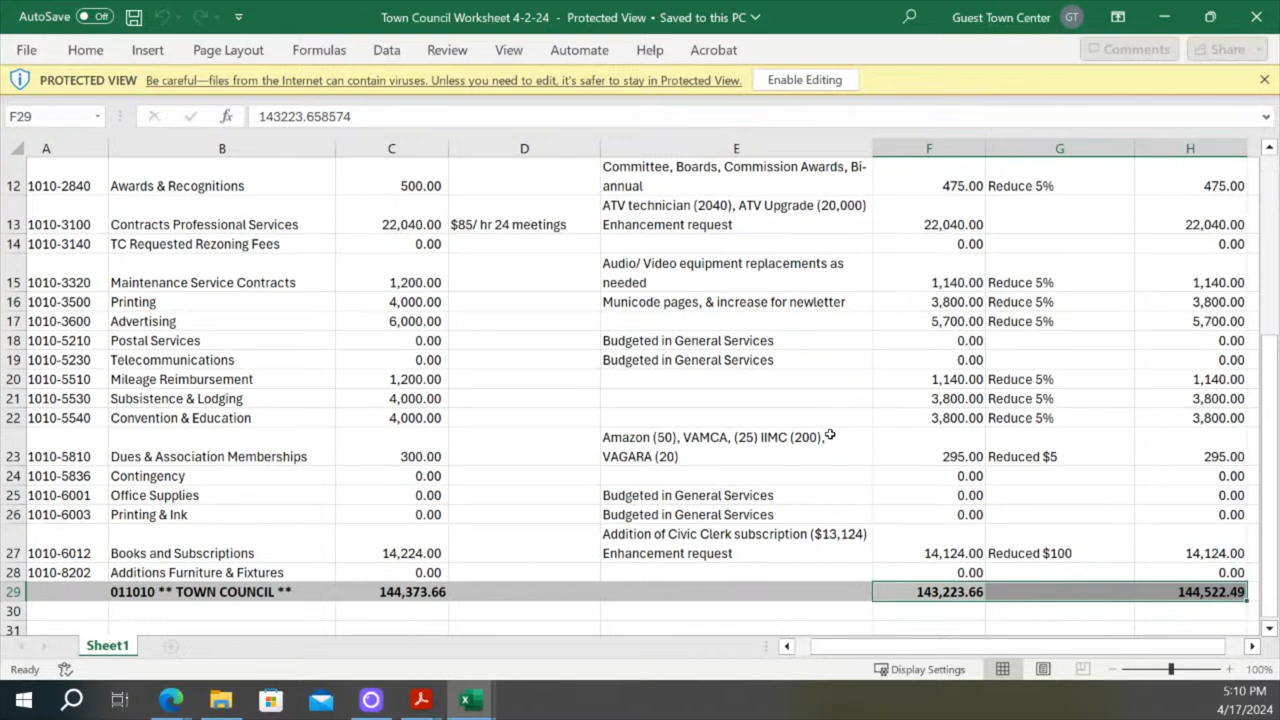 AutoSave Off Town Council Worksheet 4-2-24 - Protected View • Saved to this PC Guest Town Center GT
File Home Insert Page Layout Formulas Data Review View Automate Help Acrobat Comments Share
PROTECTED VIEW Be careful—files from the Internet can contain viruses. Unless you need to edit, it's safer to stay in Protected View. Enable Editing
F29 fx 143223.658574
A B C D E F G H
Committee, Boards, Commission Awards, Bi-
12 1010-2840 Awards & Recognitions 500.00 annual 475.00 Reduce 5% 475.00
ATV technician (2040), ATV Upgrade (20,000)
13 1010-3100 Contracts Professional Services 22,040.00 $85/ hr 24 meetings Enhancement request 22,040.00 22,040.00
14 1010-3140 TC Requested Rezoning Fees 0.00 0.00 0.00
Audio/ Video equipment replacements as
15 1010-3320 Maintenance Service Contracts 1,200.00 needed 1,140.00 Reduce 5% 1,140.00
16 1010-3500 Printing 4,000.00 Municode pages, & increase for newletter 3,800.00 Reduce 5% 3,800.00
17 1010-3600 Advertising 6,000.00 5,700.00 Reduce 5% 5,700.00
18 1010-5210 Postal Services 0.00 Budgeted in General Services 0.00 0.00
19 1010-5230 Telecommunications 0.00 Budgeted in General Services 0.00 0.00
20 1010-5510 Mileage Reimbursement 1,200.00 1,140.00 Reduce 5% 1,140.00
21 1010-5530 Subsistence & Lodging 4,000.00 3,800.00 Reduce 5% 3,800.00
22 1010-5540 Convention & Education 4,000.00 3,800.00 Reduce 5% 3,800.00
Amazon (50), VAMCA, (25) IIMC (200),
23 1010-5810 Dues & Association Memberships 300.00 VAGARA (20) 295.00 Reduced $5 295.00
24 1010-5836 Contingency 0.00 0.00 0.00
25 1010-6001 Office Supplies 0.00 Budgeted in General Services 0.00 0.00
26 1010-6003 Printing & Ink 0.00 Budgeted in General Services 0.00 0.00
Addition of Civic Clerk subscription ($13,124)
27 1010-6012 Books and Subscriptions 14,224.00 Enhancement request 14,124.00 Reduced $100 14,124.00
28 1010-8202 Additions Furniture & Fixtures 0.00 0.00 0.00
29 011010 ** TOWN COUNCIL ** 144,373.66 143,223.66 144,522.49
30
31
Sheet1
Ready Display Settings 100%
5:10 PM
4/17/2024